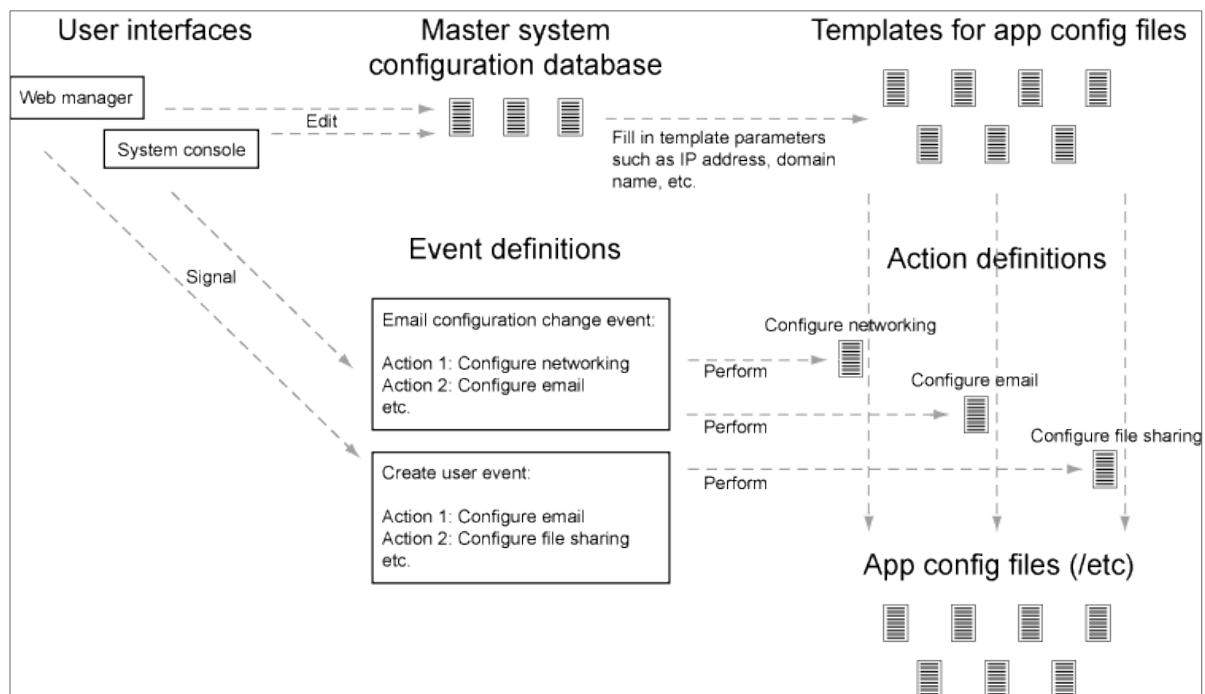 User interfaces
Master system
configuration database
Templates for app config files
Web manager
System console
Edit
Fill in template parameters
such as IP address, domain
name, etc.
Signal
Event definitions
Action definitions
Email configuration change event:
Action 1: Configure networking
Action 2: Configure email
etc.
Perform
Configure networking
Perform
Configure email
Create user event:
Action 1: Configure email
Action 2: Configure file sharing
etc.
Perform
Configure file sharing
App config files (/etc)